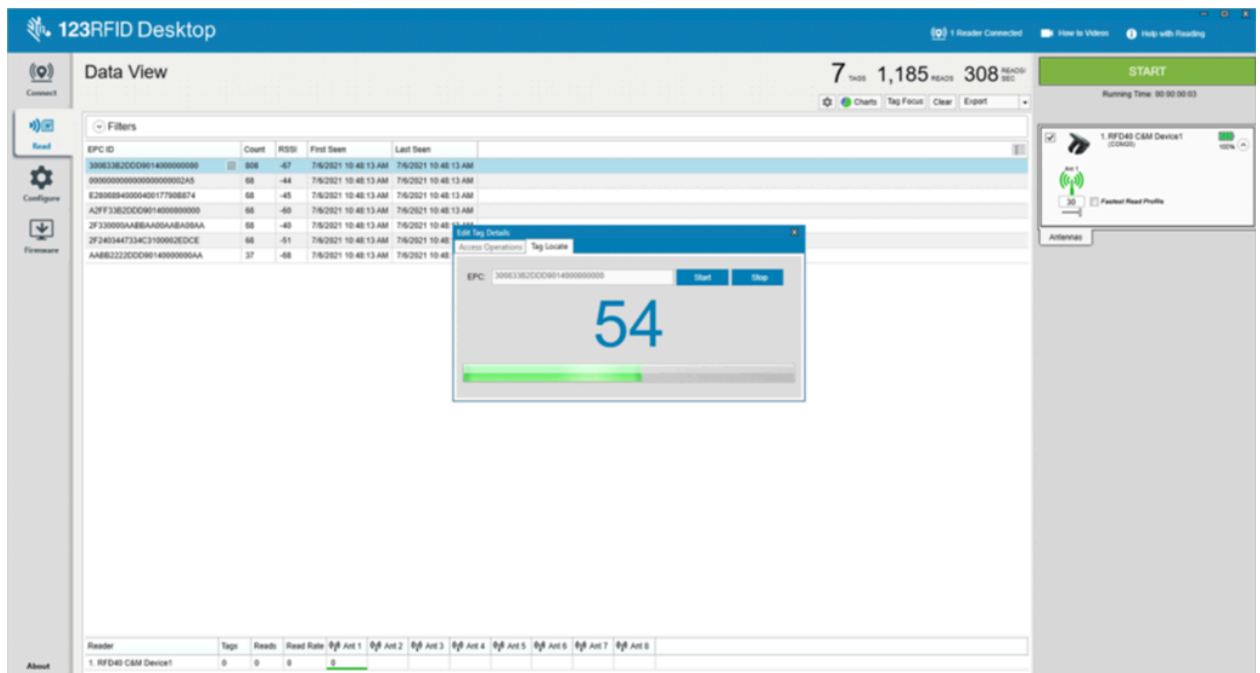 123RFID Desktop
1 Reader Connected How to Videos Help with Reading
Connect
Read
Configure
Firmware
About
Data View
7 TAGS 1,185 READS 308 READS/SEC
Charts Tag Focus Clear Export
Filters
EPC ID Count RSSI First Seen Last Seen
300833B2DDD9014000000000 808 -67 7/6/2021 10:48:13 AM 7/6/2021 10:48:13 AM
68 -44 7/6/2021 10:48:13 AM 7/6/2021 10:48:13 AM
68 -45 7/6/2021 10:48:13 AM 7/6/2021 10:48:13 AM
A2FF33B2DDD9014000000000 68 -60 7/6/2021 10:48:13 AM 7/6/2021 10:48:13 AM
68 -40 7/6/2021 10:48:13 AM 7/6/2021 10:48:13 AM
2F2403447334C3100002EDCE 68 -51 7/6/2021 10:48:13 AM 7/6/2021 10:48
37 -68 7/6/2021 10:48:13 AM 7/6/2021 10:48
Edit Tag Details
Access Operations Tag Locate
EPC: 300833B2DDD9014000000000 Start Stop
54
Reader Tags Reads Read Rate Ant 1 Ant 2 Ant 3 Ant 4 Ant 5 Ant 6 Ant 7 Ant 8
1. RFD40 C&M Device1 0 0 0 0
START
Running Time: 00:00:00:03
1. RFD40 C&M Device1
(COM20)
100%
Ant 1
30 Fastest Read Profile
Antennas